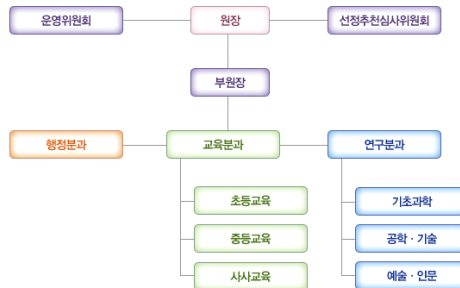 운영위원회
원장
선정추천심사위원회
부원장
행정분과
교육분과
연구분과
초등교육
기초과학
중등교육
공학 · 기술
사사교육
예술 · 인문